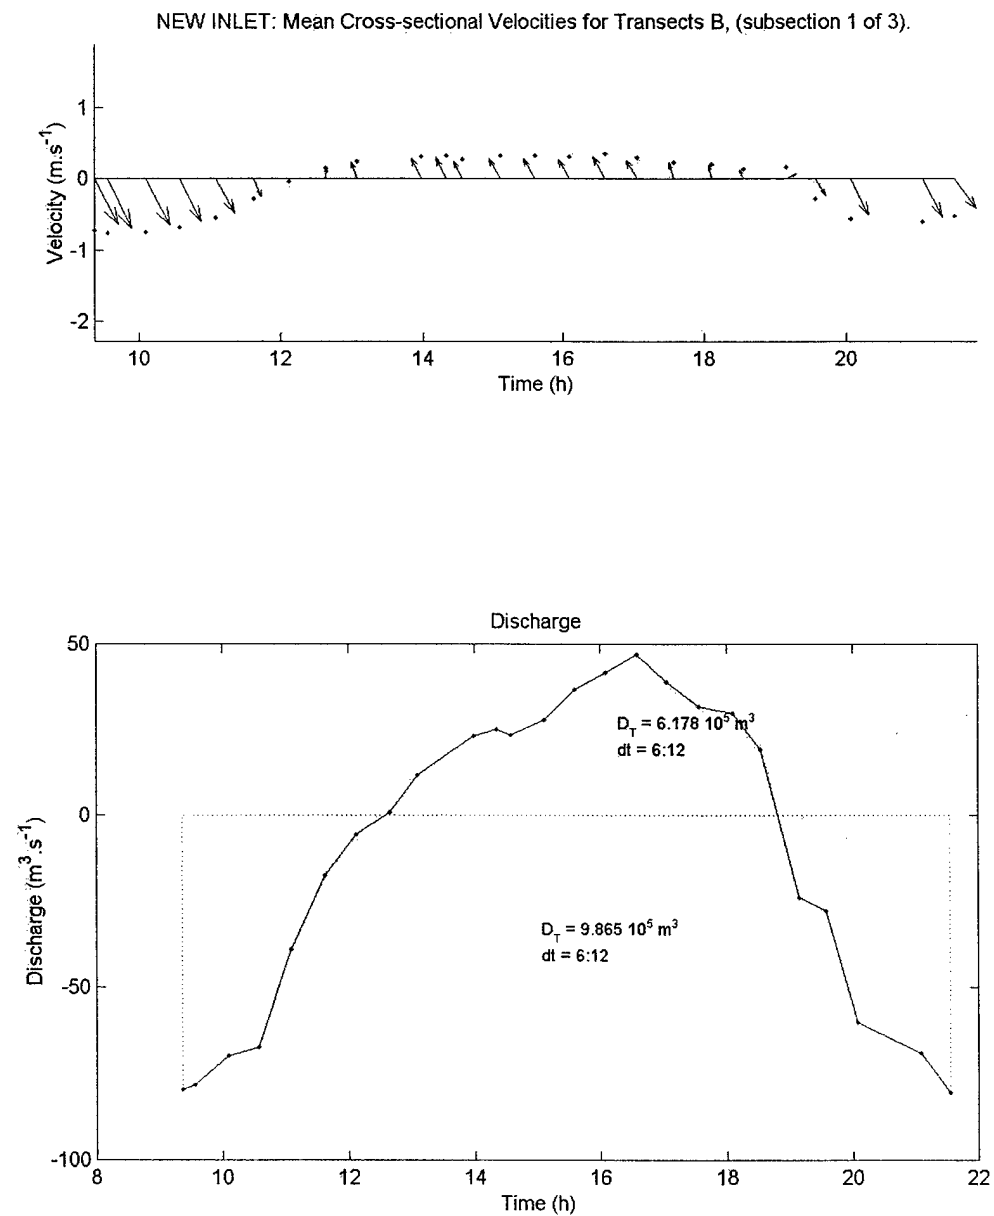 NEW INLET: Mean Cross-sectional Velocities for Transects B, (subsection 1 of 3).
1
0
-1
-2
Velocity (m.s⁻¹)
10 12 14 16 18 20
Time (h)
Discharge
50
0
-50
-100
Discharge (m³.s⁻¹)
D_T = 6.178 10⁵ m³
dt = 6:12
D_T = 9.865 10⁵ m³
dt = 6:12
8 10 12 14 16 18 20 22
Time (h)